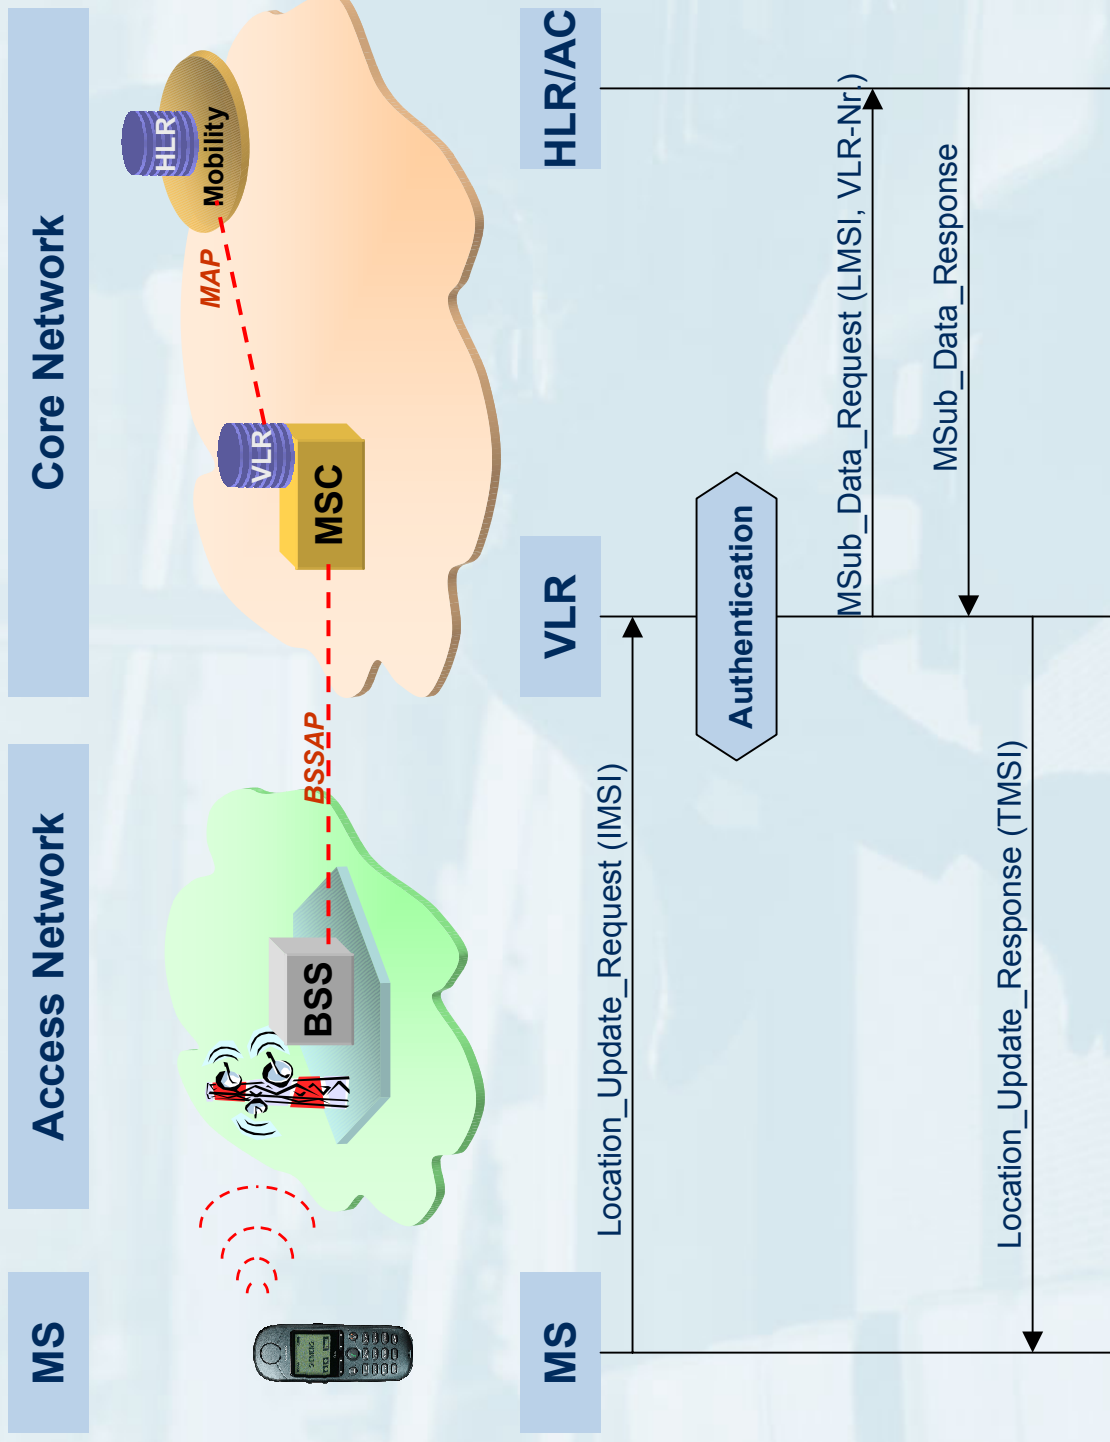 MS
Access Network
Core Network
HLR
Mobility
MAP
VLR
MSC
BSSAP
BSS
SIEMENS
MS
VLR
HLR/AC
Location_Update_Request (IMSI)
Authentication
MSub_Data_Request (LMSI, VLR-Nr.)
MSub_Data_Response
Location_Update_Response (TMSI)